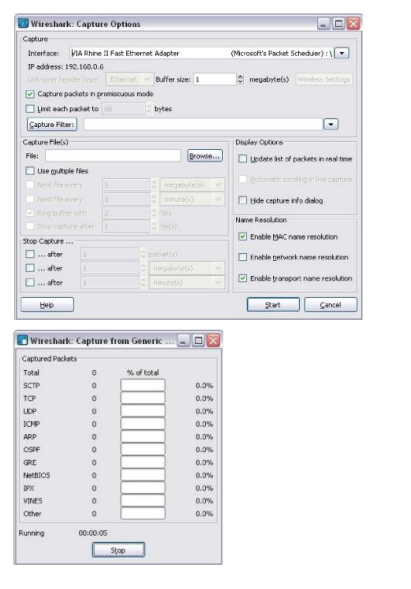 Wireshark: Capture Options
Capture
Interface: VIA Rhine II Fast Ethernet Adapter (Microsoft's Packet Scheduler) : \
IP address: 192.168.0.6
Link-layer header type: Ethernet Buffer size: 1 megabyte(s) Wireless Settings
Capture packets in promiscuous mode
Limit each packet to 68 bytes
Capture Filter:
Capture File(s)
File: Browse...
Use multiple files
Next file every 1 megabyte(s)
Next file every 1 minute(s)
Ring buffer with 2 files
Stop capture after 1 file(s)
Stop Capture ...
... after 1 packet(s)
... after 1 megabyte(s)
... after 1 minute(s)
Display Options
Update list of packets in real time
Automatic scrolling in live capture
Hide capture info dialog
Name Resolution
Enable MAC name resolution
Enable network name resolution
Enable transport name resolution
Help Start Cancel
Wireshark: Capture from Generic ...
Captured Packets
Total 0 % of total
SCTP 0 0.0%
TCP 0 0.0%
UDP 0 0.0%
ICMP 0 0.0%
ARP 0 0.0%
OSPF 0 0.0%
GRE 0 0.0%
NetBIOS 0 0.0%
IPX 0 0.0%
VINES 0 0.0%
Other 0 0.0%
Running 00:00:05
Stop